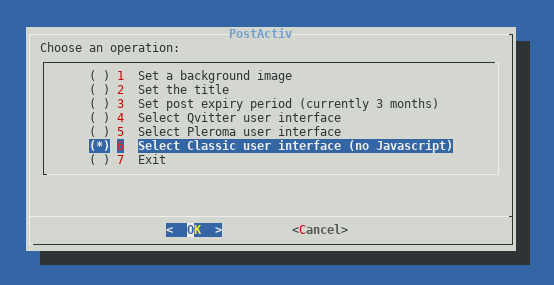 PostActiv
Choose an operation:
( ) 1 Set a background image
( ) 2 Set the title
( ) 3 Set post expiry period (currently 3 months)
( ) 4 Select Qvitter user interface
( ) 5 Select Pleroma user interface
(*) 6 Select Classic user interface (no Javascript)
( ) 7 Exit
< OK > <Cancel>